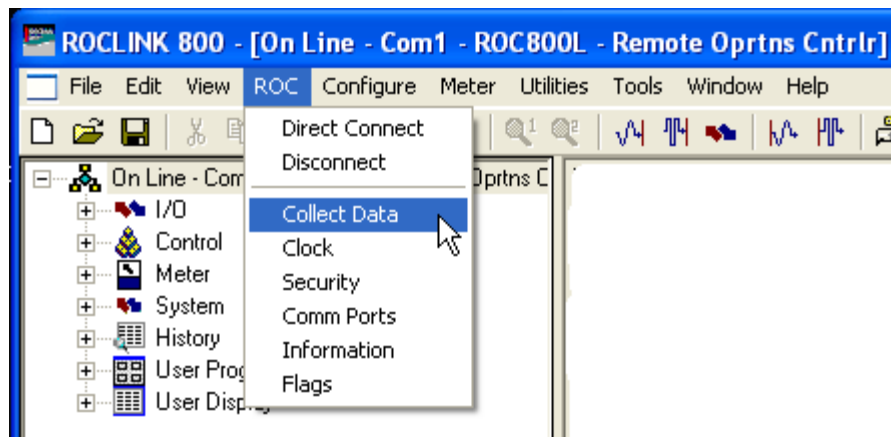 ROCLINK 800 - [On Line - Com1 - ROC800L - Remote Oprtns Cntrlr]
File Edit View ROC Configure Meter Utilities Tools Window Help
Direct Connect
Disconnect
On Line - Com Oprtns C
Collect Data
I/O
Control
Clock
Meter
Security
System
Comm Ports
History
Information
User Prog
Flags
User Displ